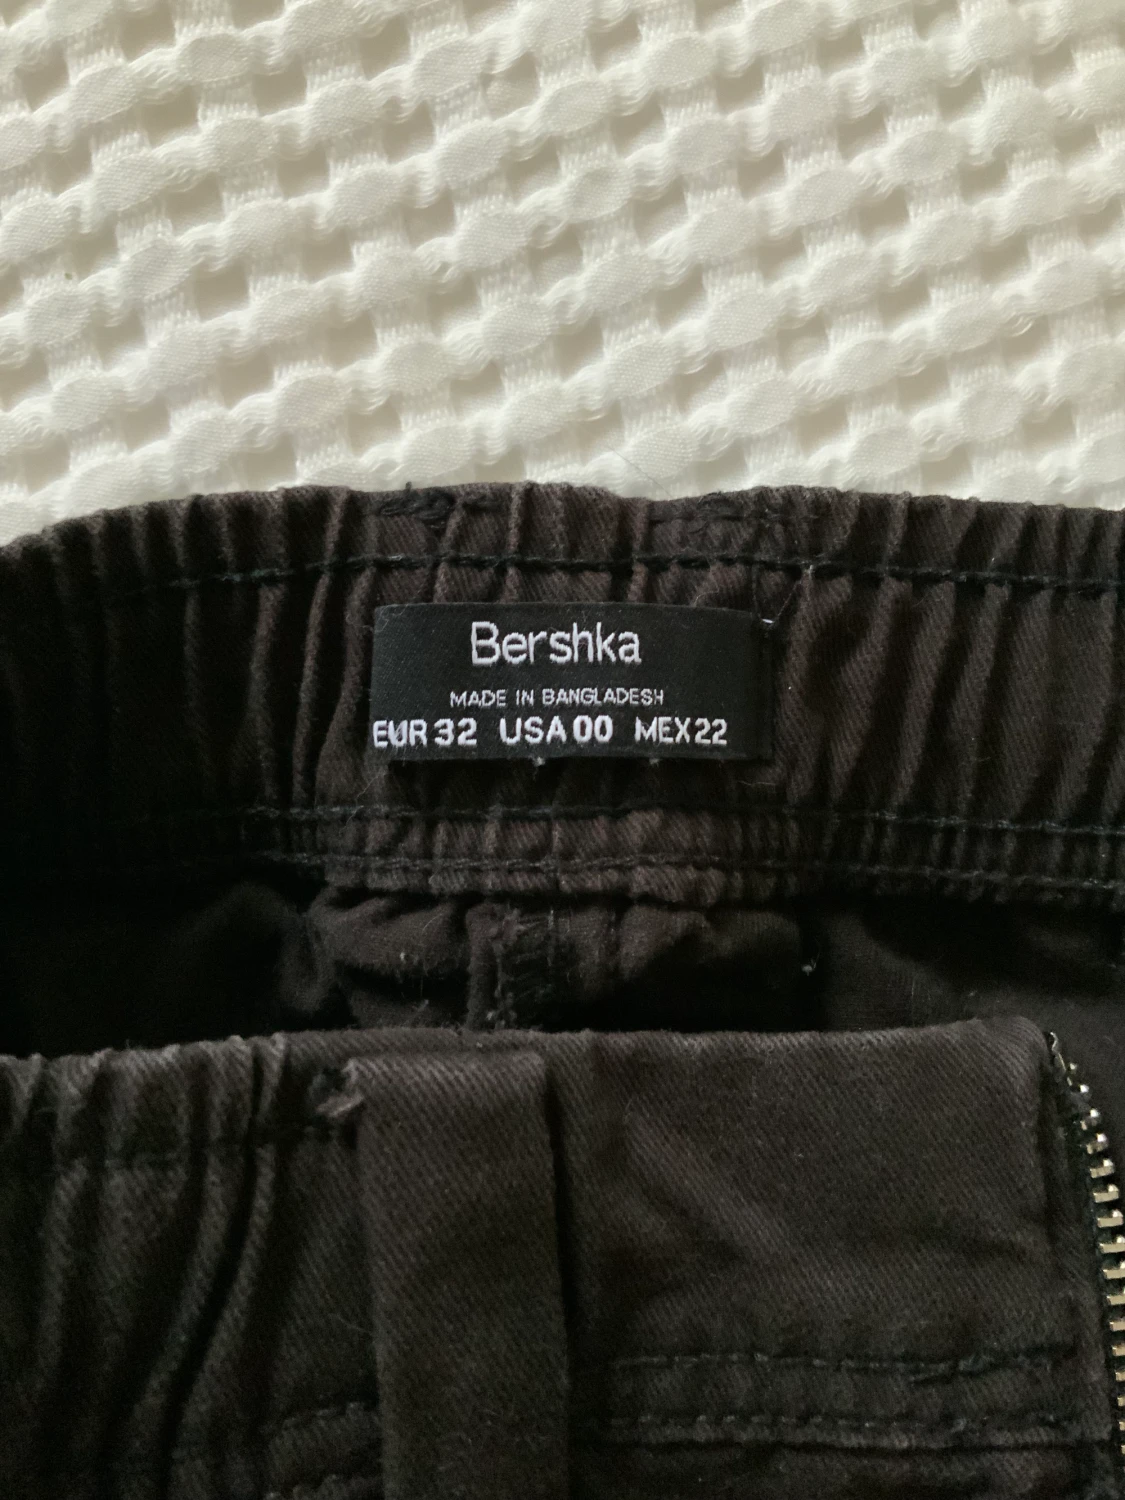 Bershka
MADE IN BANGLADESH
EUR 32 USA 00 MEX 22